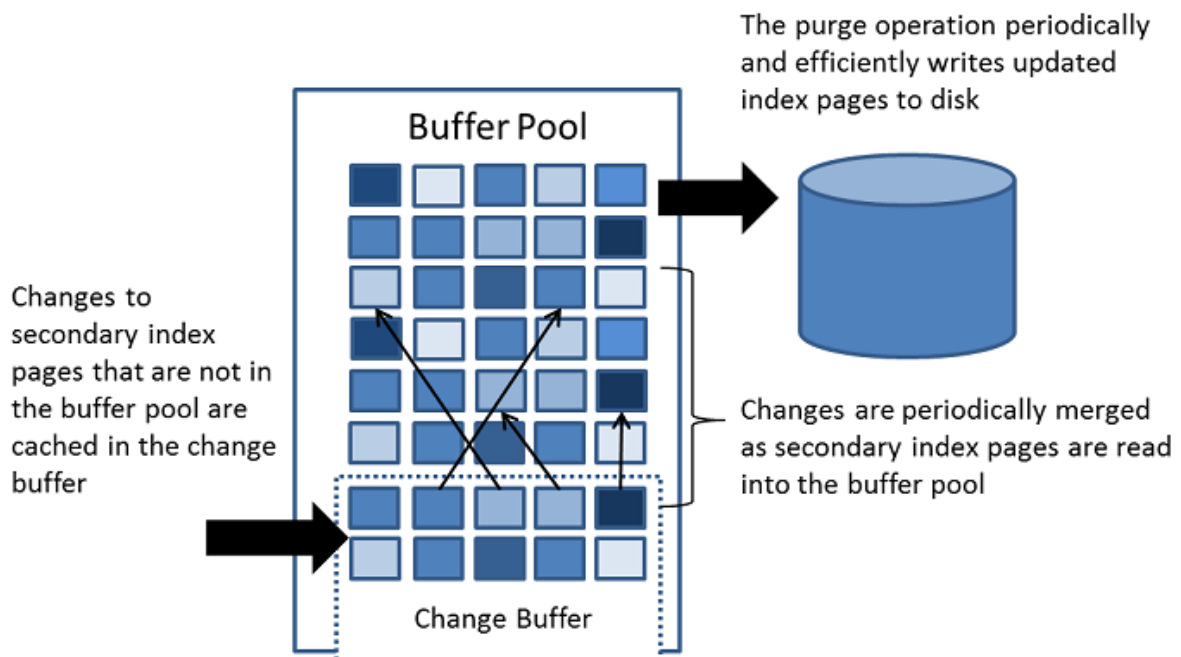 The purge operation periodically
and efficiently writes updated
index pages to disk
Buffer Pool
Changes to
secondary index
pages that are not in
the buffer pool are
cached in the change
buffer
Changes are periodically merged
as secondary index pages are read
into the buffer pool
Change Buffer